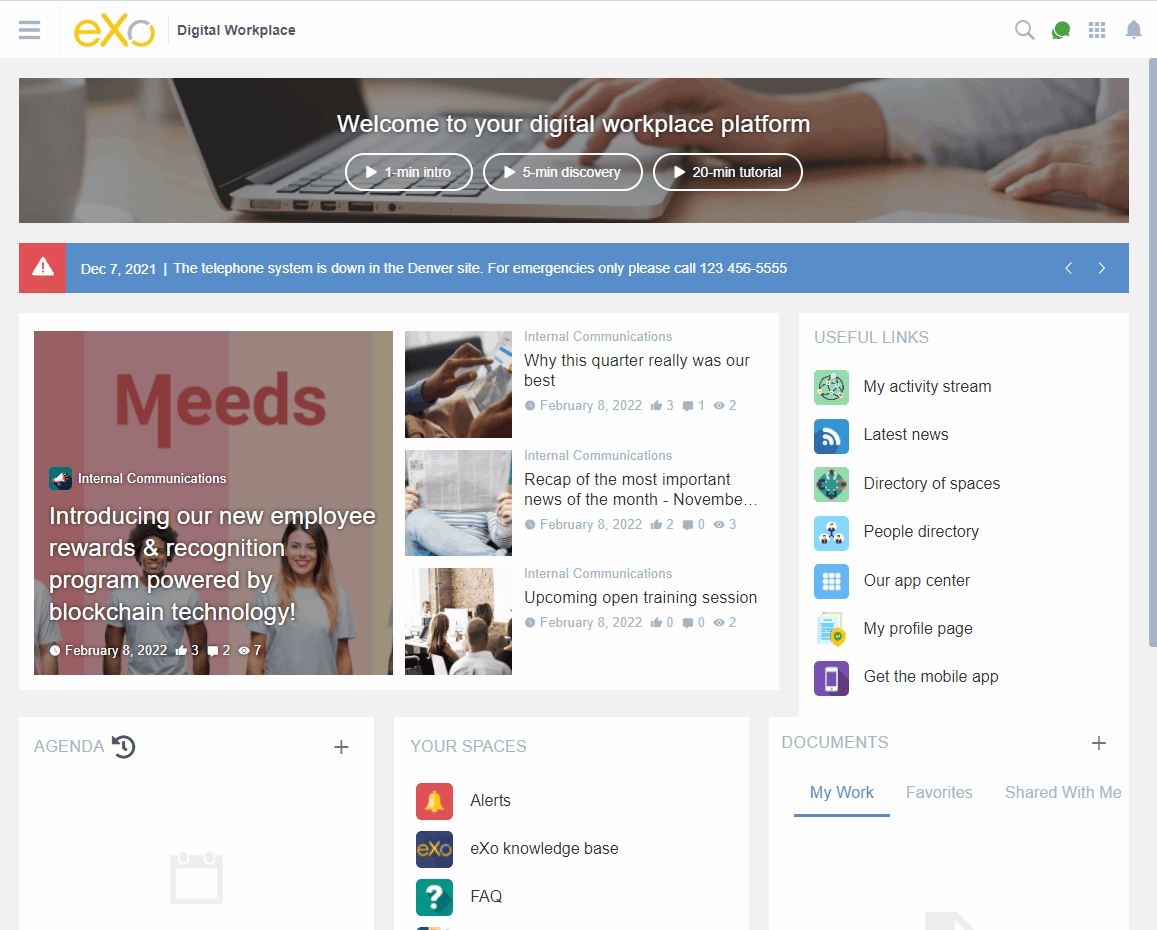 eXo
Digital Workplace
Welcome to your digital workplace platform
1-min intro
5-min discovery
20-min tutorial
Dec 7, 2021 | The telephone system is down in the Denver site. For emergencies only please call 123 456-5555
Meeds
Internal Communications
Introducing our new employee
rewards & recognition
program powered by
blockchain technology!
February 8, 2022 3 2 7
Internal Communications
Why this quarter really was our
best
February 8, 2022 3 1 2
Internal Communications
Recap of the most important
news of the month - Novembe...
February 8, 2022 2 0 3
Internal Communications
Upcoming open training session
February 8, 2022 0 0 2
USEFUL LINKS
My activity stream
Latest news
Directory of spaces
People directory
Our app center
My profile page
Get the mobile app
AGENDA
YOUR SPACES
Alerts
eXo
eXo knowledge base
?
FAQ
DOCUMENTS
My Work
Favorites
Shared With Me